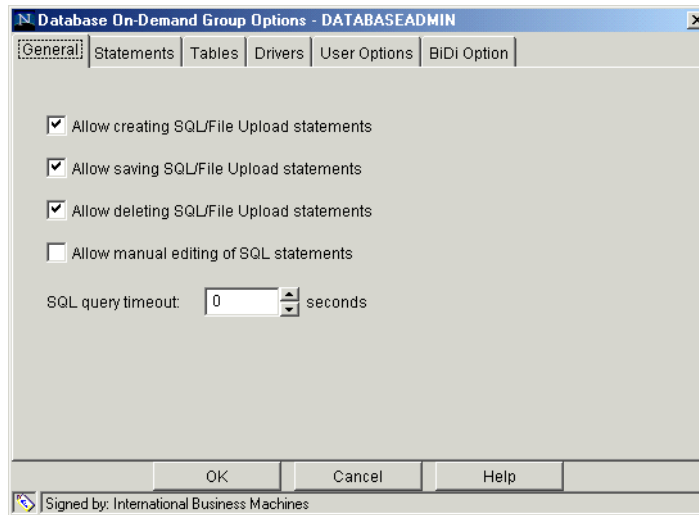 Database On-Demand Group Options - DATABASEADMIN
General Statements Tables Drivers User Options BiDi Option
Allow creating SQL/File Upload statements
Allow saving SQL/File Upload statements
Allow deleting SQL/File Upload statements
Allow manual editing of SQL statements
SQL query timeout: 0 seconds
OK Cancel Help
Signed by: International Business Machines